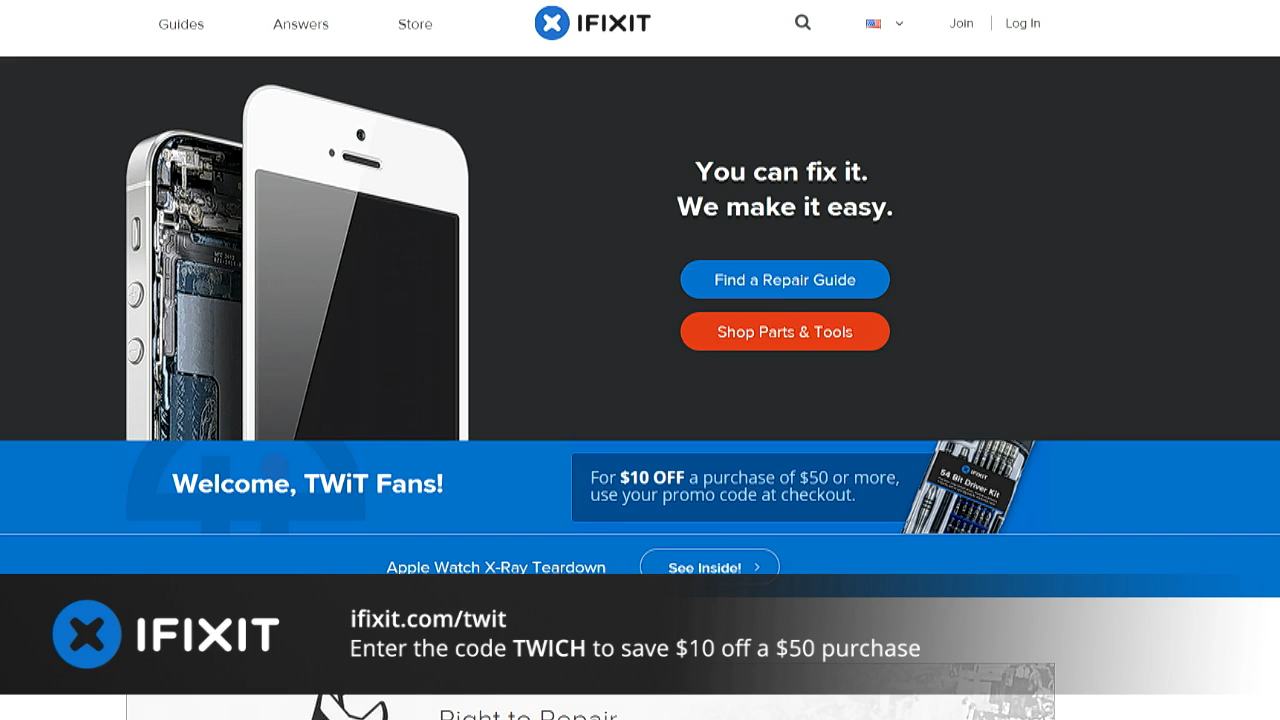 Guides
Answers
Store
IFIXIT
Join
Log In
You can fix it.
We make it easy.
Find a Repair Guide
Shop Parts & Tools
Welcome, TWiT Fans!
For $10 OFF a purchase of $50 or more,
use your promo code at checkout.
IFIXIT
54 Bit Driver Kit
Apple Watch X-Ray Teardown
See Inside!
IFIXIT
ifixit.com/twit
Enter the code TWICH to save $10 off a $50 purchase
Right to Repair